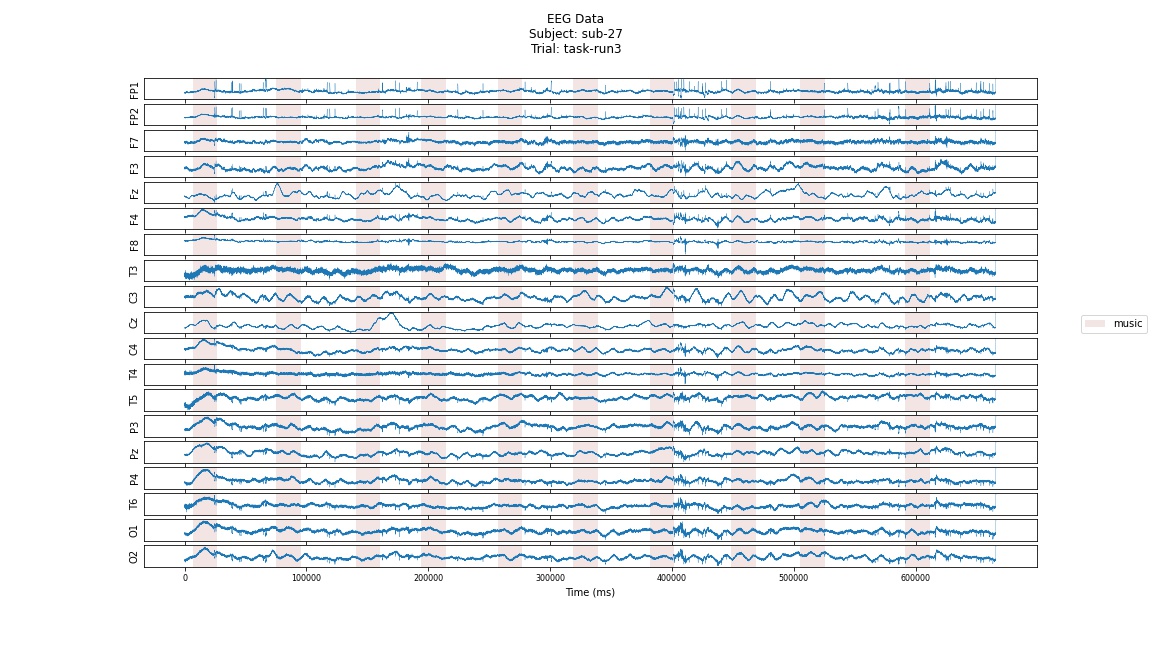 EEG Data
Subject: sub-27
Trial: task-run3
FP1
FP2
F7
F3
Fz
F4
F8
T3
C3
Cz
C4
T4
T5
P3
Pz
P4
T6
O1
O2
music
0 100000 200000 300000 400000 500000 600000
Time (ms)